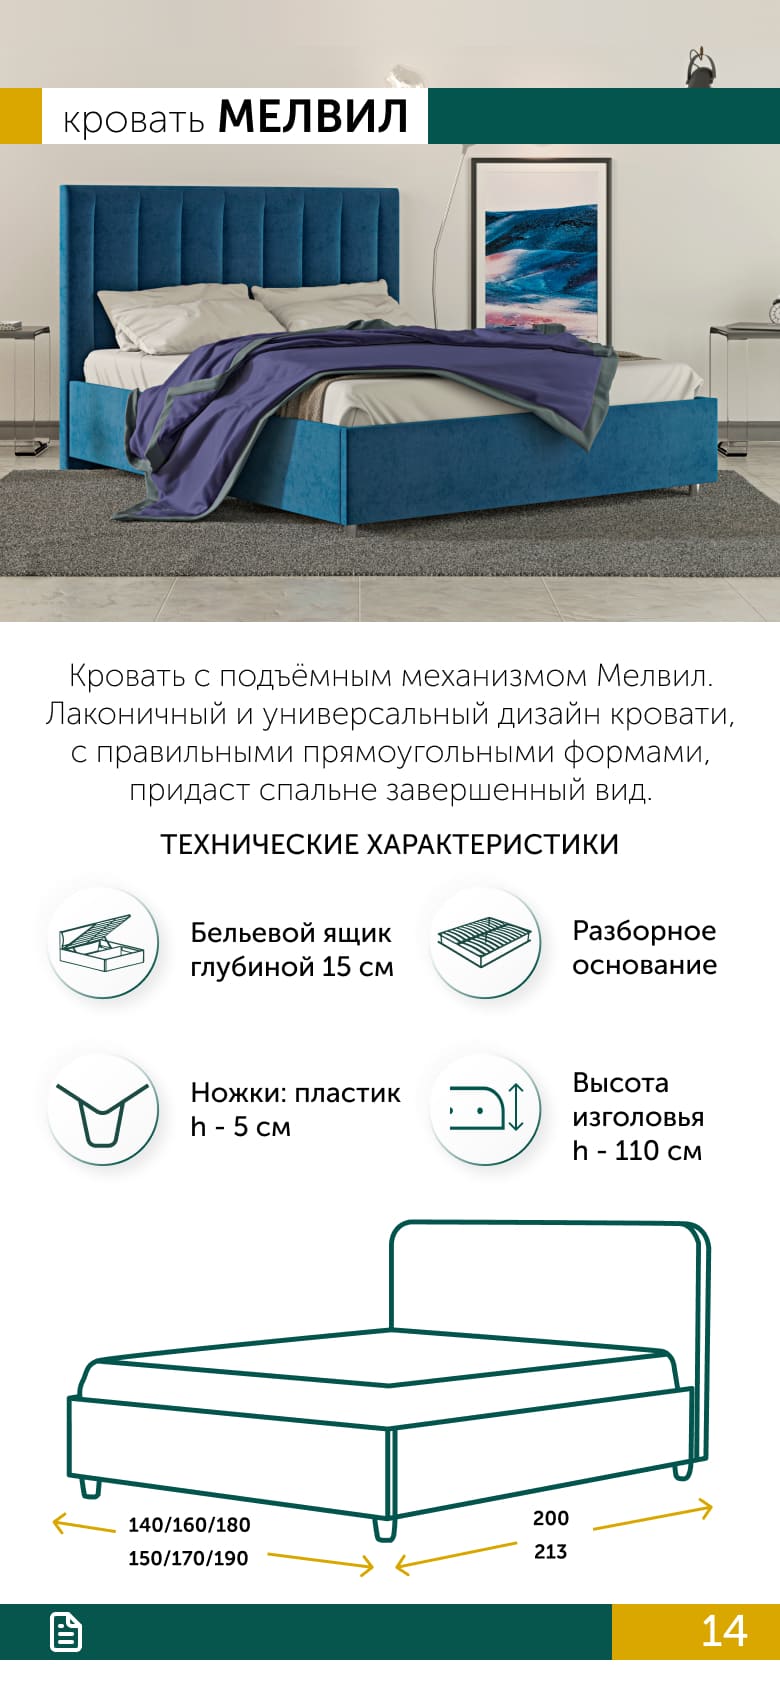 кровать МЕЛВИЛ
Кровать с подъёмным механизмом Мелвил.
Лаконичный и универсальный дизайн кровати,
с правильными прямоугольными формами,
придаст спальне завершенный вид.
ТЕХНИЧЕСКИЕ ХАРАКТЕРИСТИКИ
Бельевой ящик
глубиной 15 см
Разборное
основание
Ножки: пластик
h - 5 см
Высота
изголовья
h - 110 см
140/160/180
150/170/190
200
213
14